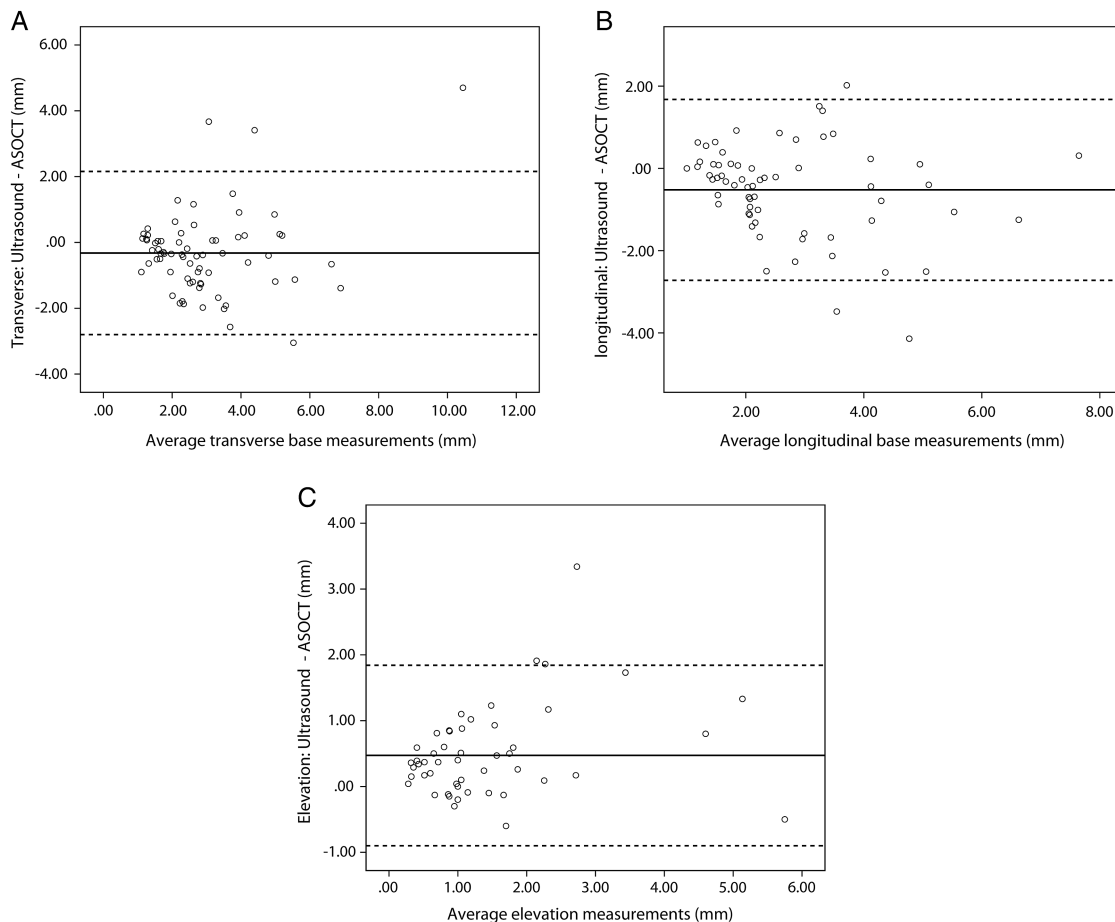 A
6.00
4.00
2.00
.00
-2.00
-4.00
Transverse: Ultrasound - ASOCT (mm)
.00 2.00 4.00 6.00 8.00 10.00 12.00
Average transverse base measurements (mm)
B
2.00
.00
-2.00
-4.00
longitudinal: Ultrasound - ASOCT (mm)
2.00 4.00 6.00 8.00
Average longitudinal base measurements (mm)
C
4.00
3.00
2.00
1.00
.00
-1.00
Elevation: Ultrasound - ASOCT (mm)
.00 1.00 2.00 3.00 4.00 5.00 6.00
Average elevation measurements (mm)